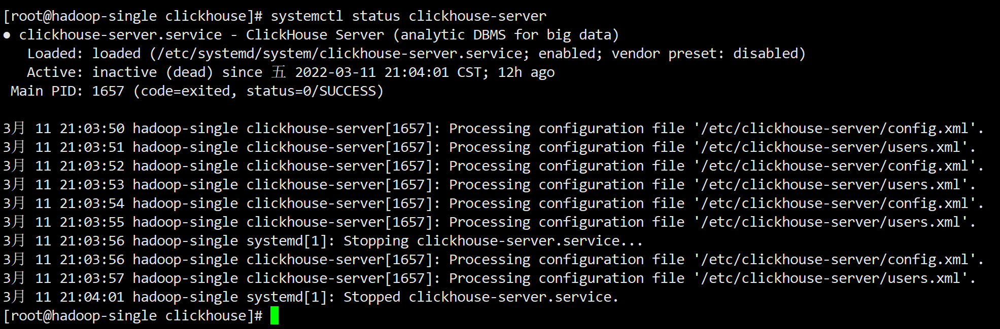 [root@hadoop-single clickhouse]# systemctl status clickhouse-server
● clickhouse-server.service - ClickHouse Server (analytic DBMS for big data)
   Loaded: loaded (/etc/systemd/system/clickhouse-server.service; enabled; vendor preset: disabled)
   Active: inactive (dead) since 五 2022-03-11 21:04:01 CST; 12h ago
 Main PID: 1657 (code=exited, status=0/SUCCESS)

3月 11 21:03:50 hadoop-single clickhouse-server[1657]: Processing configuration file '/etc/clickhouse-server/config.xml'.
3月 11 21:03:51 hadoop-single clickhouse-server[1657]: Processing configuration file '/etc/clickhouse-server/users.xml'.
3月 11 21:03:52 hadoop-single clickhouse-server[1657]: Processing configuration file '/etc/clickhouse-server/config.xml'.
3月 11 21:03:53 hadoop-single clickhouse-server[1657]: Processing configuration file '/etc/clickhouse-server/users.xml'.
3月 11 21:03:54 hadoop-single clickhouse-server[1657]: Processing configuration file '/etc/clickhouse-server/config.xml'.
3月 11 21:03:55 hadoop-single clickhouse-server[1657]: Processing configuration file '/etc/clickhouse-server/users.xml'.
3月 11 21:03:56 hadoop-single systemd[1]: Stopping clickhouse-server.service...
3月 11 21:03:56 hadoop-single clickhouse-server[1657]: Processing configuration file '/etc/clickhouse-server/config.xml'.
3月 11 21:03:57 hadoop-single clickhouse-server[1657]: Processing configuration file '/etc/clickhouse-server/users.xml'.
3月 11 21:04:01 hadoop-single systemd[1]: Stopped clickhouse-server.service.
[root@hadoop-single clickhouse]#